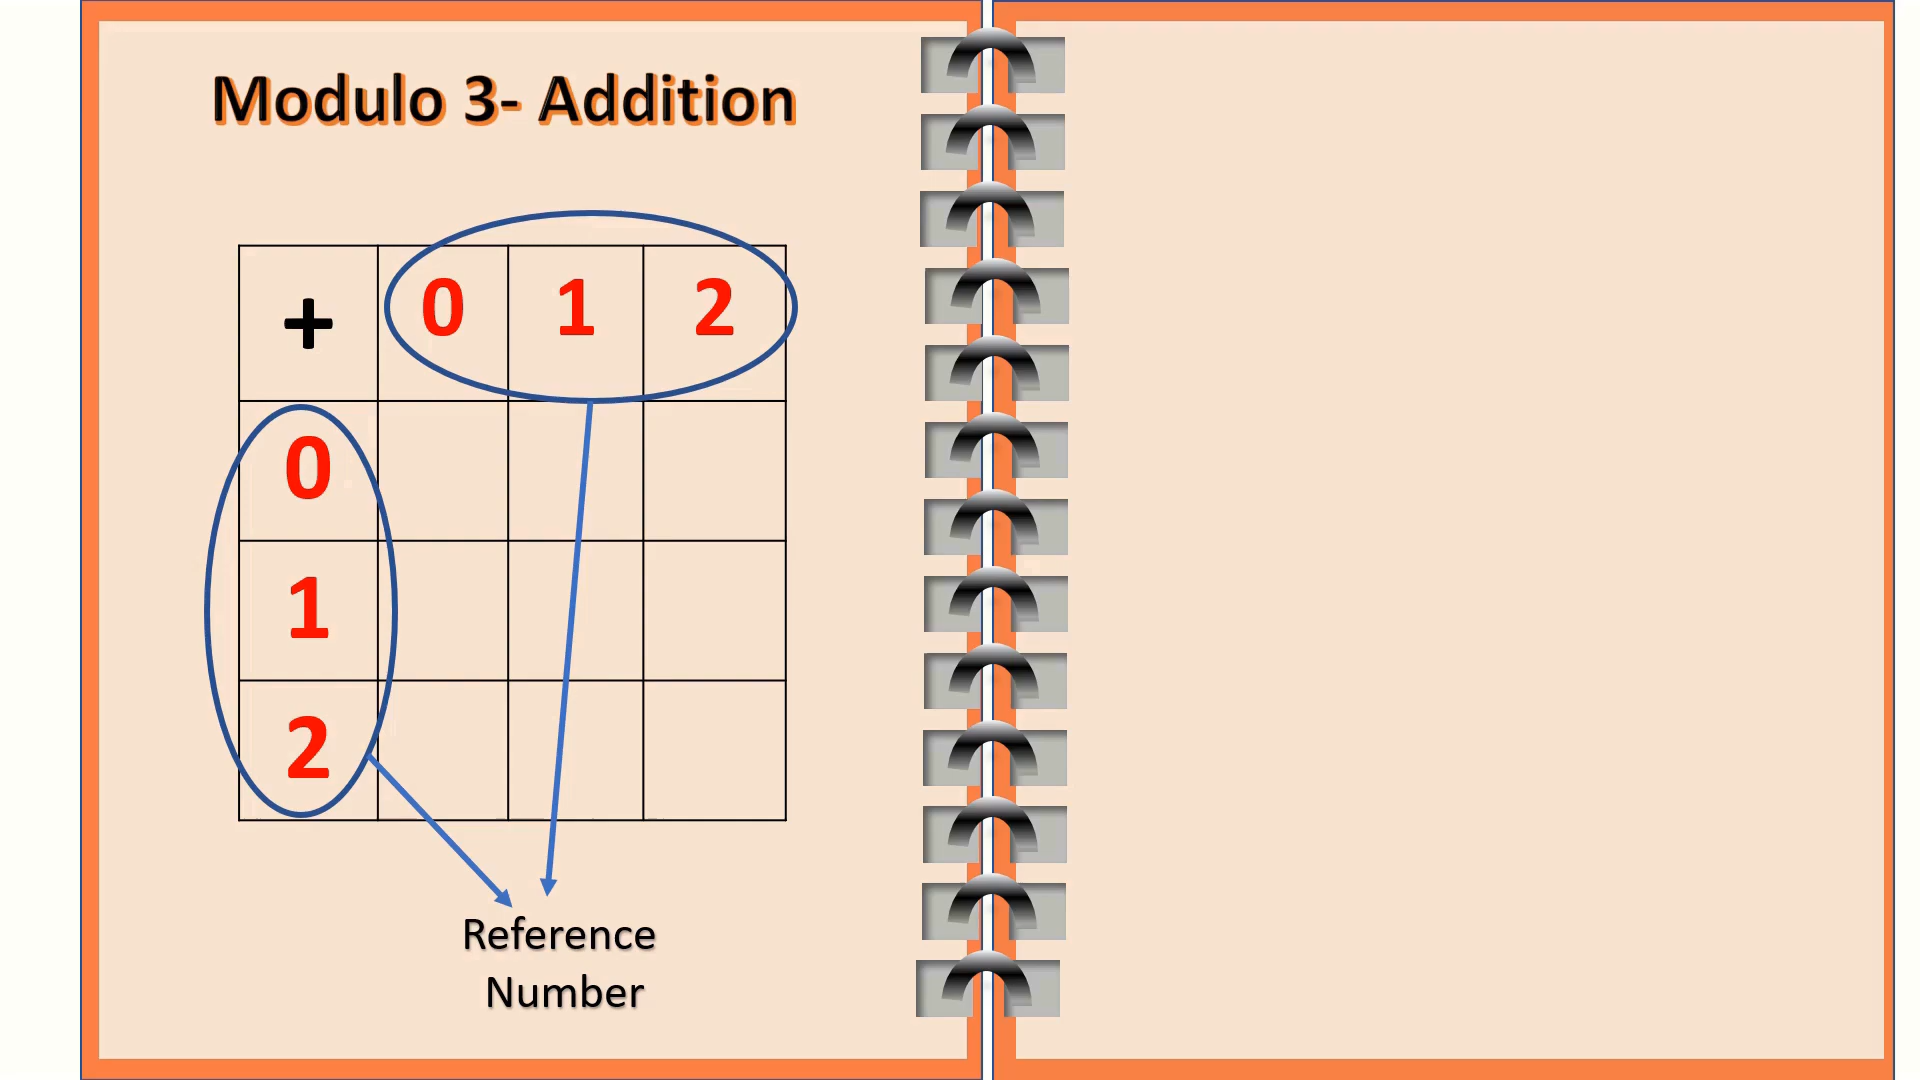 Modulo 3- Addition
+ 0 1 2
0
1
2
Reference
Number